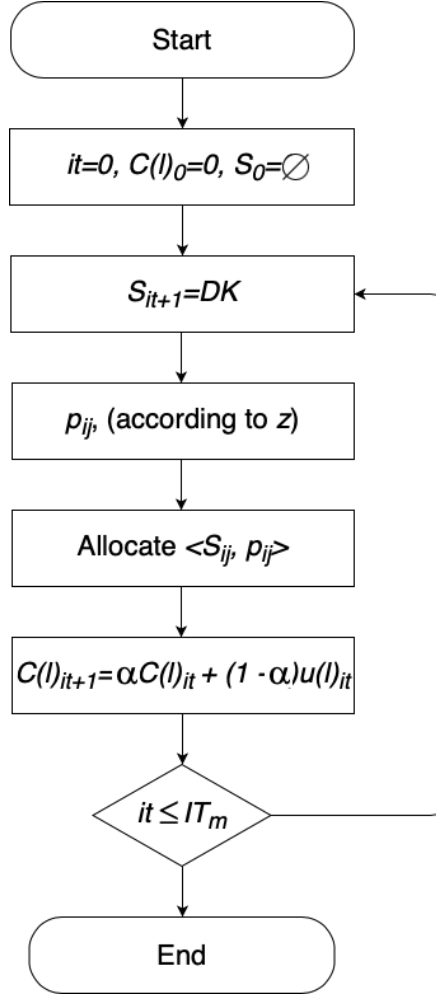 Start
it=0, C(l)₀=0, S₀=∅
Sᵢₜ₊₁=DK
pᵢⱼ, (according to z)
Allocate <Sᵢⱼ, pᵢⱼ>
C(l)ᵢₜ₊₁=αC(l)ᵢₜ + (1 - α)u(l)ᵢₜ
it ≤ ITₘ
End